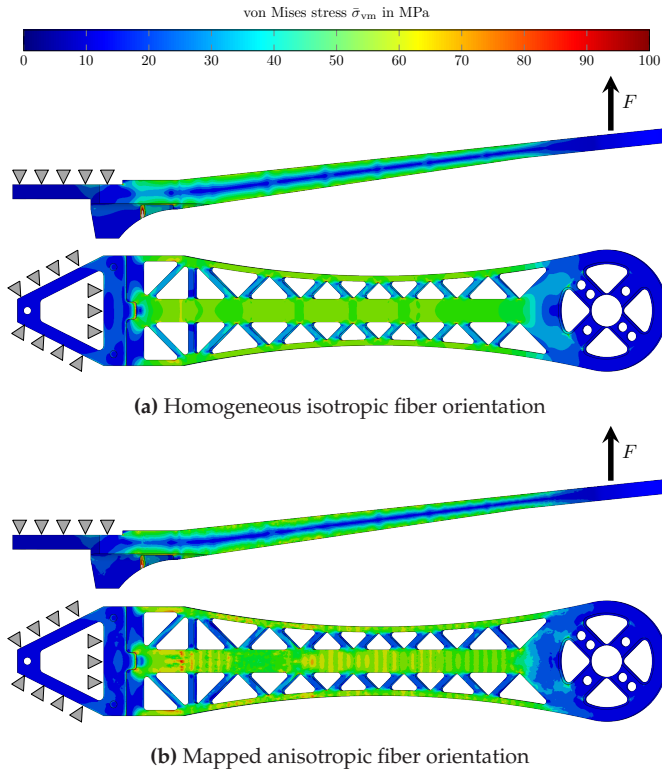 von Mises stress σ̄vm in MPa
0 10 20 30 40 50 60 70 80 90 100
F
(a) Homogeneous isotropic fiber orientation
F
(b) Mapped anisotropic fiber orientation